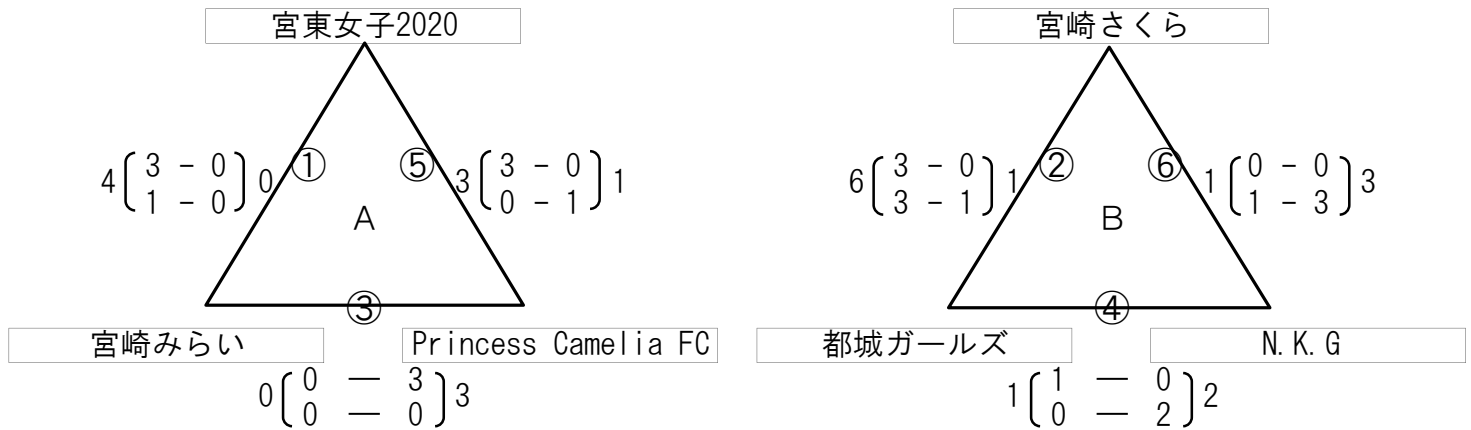 宮東女子2020
宮崎さくら
4 3 - 0 0 ① ⑤ 3 3 - 0 1
1 - 0 0 - 1
A
6 3 - 0 1 ② ⑥ 1 0 - 0 3
3 - 1 1 - 3
B
③
④
宮崎みらい
Princess Camelia FC
都城ガールズ
N.K.G
0 0 ― 3 3
0 ― 0
1 1 ― 0 2
0 ― 2